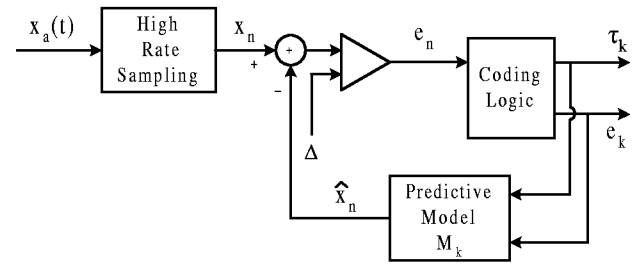 x_a(t)
High
Rate
Sampling
x_n
+
+
−
Δ
e_n
Coding
Logic
τ_k
e_k
x̂_n
Predictive
Model
M_k